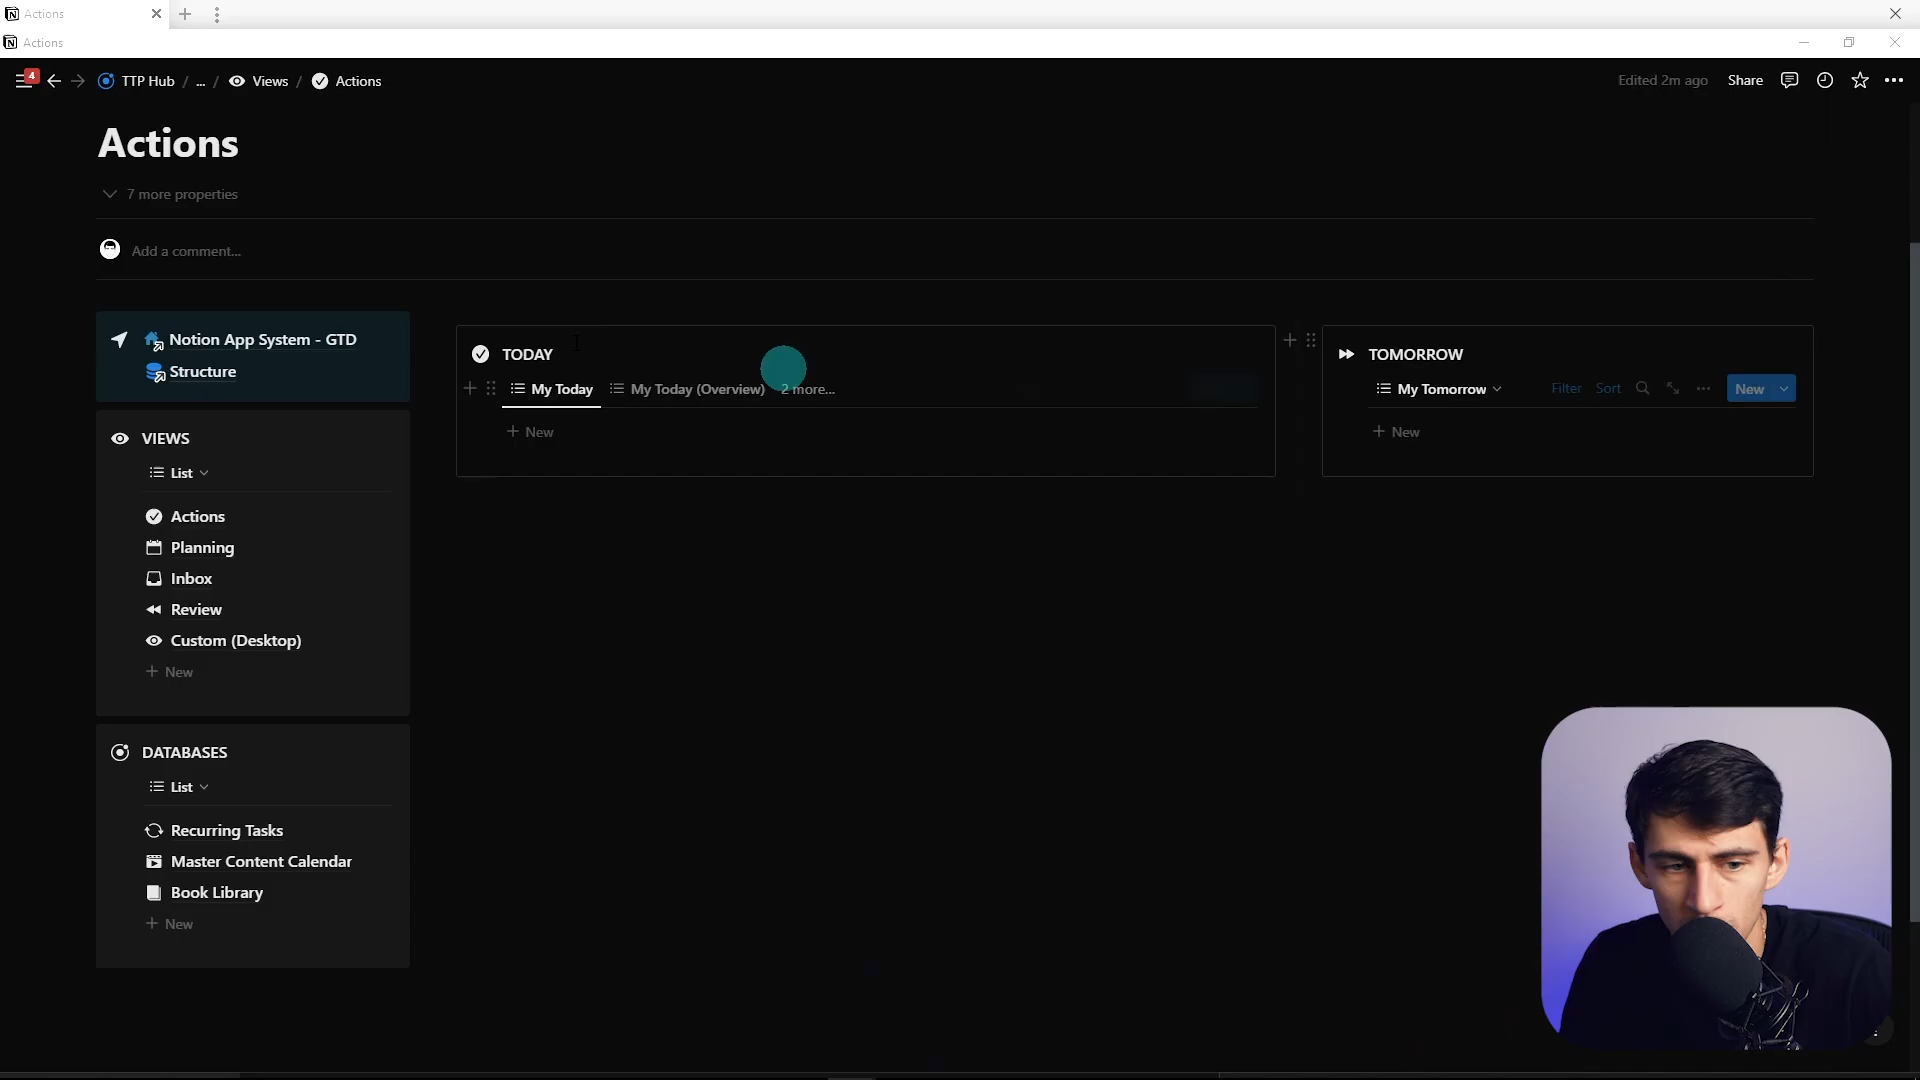 Actions
Actions
4
TTP Hub / ... / Views / Actions
Edited 2m ago
Share
Actions
7 more properties
Add a comment...
Notion App System - GTD
Structure
VIEWS
List
Actions
Planning
Inbox
Review
Custom (Desktop)
+ New
DATABASES
List
Recurring Tasks
Master Content Calendar
Book Library
+ New
TODAY
My Today
My Today (Overview)
2 more...
+ New
TOMORROW
My Tomorrow
Filter
Sort
New
+ New